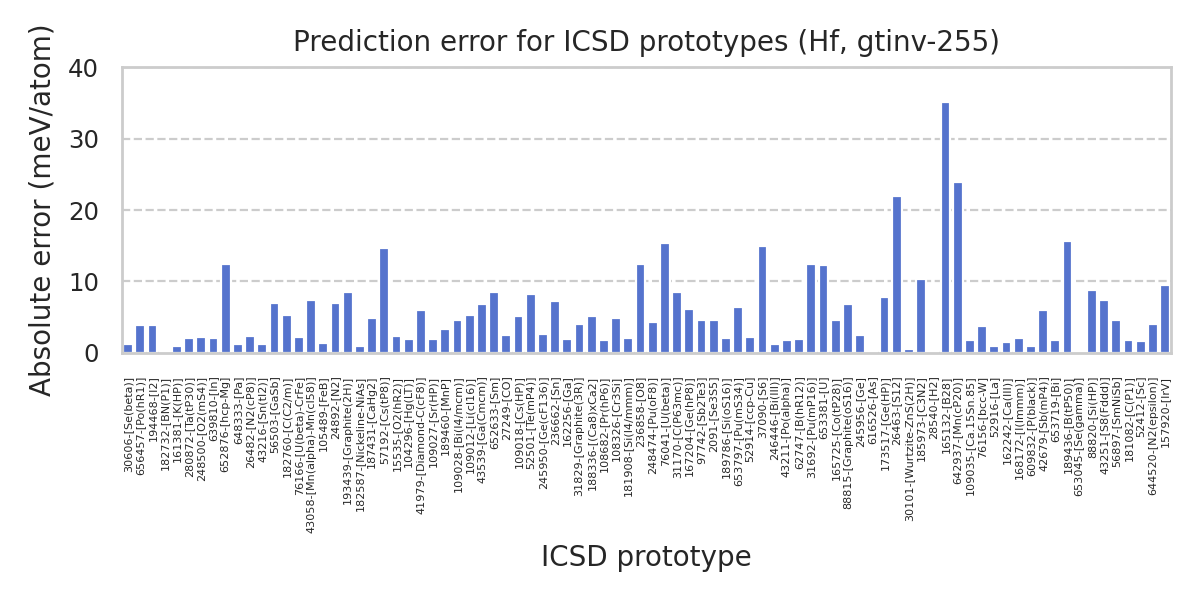 Prediction error for ICSD prototypes (Hf, gtinv-255)
Absolute error (meV/atom)
40
30
20
10
0
30606-[Se(beta)]
656457-[Po(hR1)]
194468-[I2]
182732-[BN(P1)]
161381-[K(HP)]
280872-[Ta(tP30)]
248500-[O2(mS4)]
639810-[In]
652876-[hcp-Mg]
64833-[Pa]
26482-[N2(cP8)]
43216-[Sn(tI2)]
56503-[GaSb]
182760-[C(C2/m)]
76166-[U(beta)-CrFe]
43058-[Mn(alpha)-Mn(cI58)]
105489-[FeB]
24892-[N2]
193439-[Graphite(2H)]
182587-[Nickeline-NiAs]
187431-[CaHg2]
57192-[Cs(tP8)]
15535-[O2(hR2)]
104296-[Hg(LT)]
41979-[Diamond-C(cF8)]
109027-[Sr(HP)]
189460-[MnP]
109028-[Bi(I4/mcm)]
109012-[Li(cI16)]
43539-[Ga(Cmcm)]
652633-[Sm]
27249-[CO]
109018-[Cs(HP)]
52501-[Te(mP4)]
245950-[Ge(cF136)]
236662-[Sn]
162256-[Ga]
31829-[Graphite(3R)]
188336-[(Ca8)xCa2]
108682-[Pr(hP6)]
108326-[Cr3Si]
181908-[Si(I4/mmm)]
236858-[O8]
248474-[Pu(oF8)]
76041-[U(beta)]
31170-[C(P63mc)]
167204-[Ge(hP8)]
97742-[Sb2Te3]
2091-[Se3S5]
189786-[Si(oS16)]
653797-[Pu(mS34)]
52914-[ccp-Cu]
37090-[S6]
246446-[Bi(III)]
43211-[Po(alpha)]
62747-[B(hR12)]
31692-[Pu(mP16)]
653381-[U]
165725-[Co(tP28)]
88815-[Graphite(oS16)]
245956-[Ge]
616526-[As]
173517-[Ge(HP)]
26463-[S12]
30101-[Wurtzite-ZnS(2H)]
185973-[C3N2]
28540-[H2]
165132-[B28]
642937-[Mn(cP20)]
109035-[Ca.15Sn.85]
76156-[bcc-W]
52916-[La]
162242-[Ca(III)]
168172-[I(Immm)]
609832-[P(black)]
42679-[Sb(mP4)]
653719-[Bi]
189436-[B(tP50)]
653045-[Se(gamma)]
88820-[Si(HP)]
43251-[S8(Fddd)]
56897-[SmNiSb]
181082-[C(P1)]
52412-[Sc]
644520-[N2(epsilon)]
157920-[IrV]
ICSD prototype